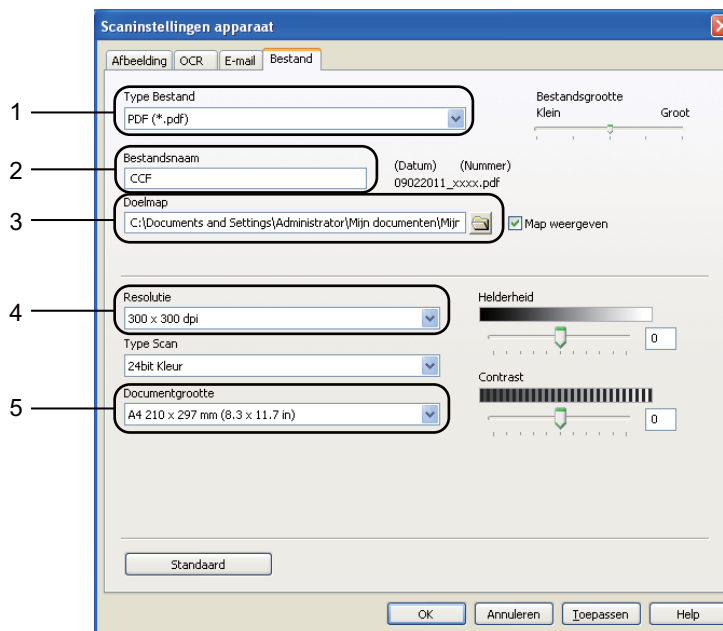 Scaninstellingen apparaat
Afbeelding OCR E-mail Bestand
Type Bestand
PDF (*.pdf)
Bestandsgrootte
Klein Groot
1
Bestandsnaam
CCF
(Datum) (Nummer)
09022011_xxxx.pdf
2
Doelmap
C:\Documents and Settings\Administrator\Mijn documenten\Mijr
Map weergeven
3
Resolutie
300 x 300 dpi
Helderheid
0
4
Type Scan
24bit Kleur
Contrast
0
Documentgrootte
A4 210 x 297 mm (8.3 x 11.7 in)
5
Standaard
OK Annuleren Toepassen Help